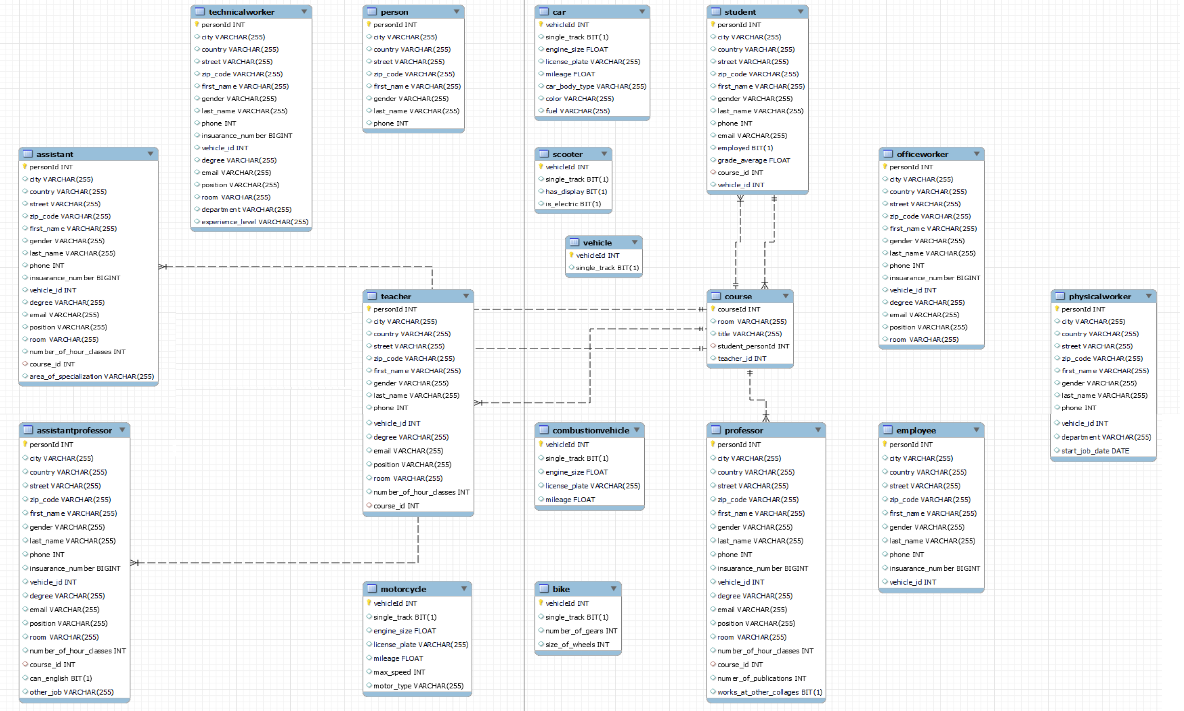 technicalworker
personId INT
city VARCHAR(255)
country VARCHAR(255)
street VARCHAR(255)
zip_code VARCHAR(255)
first_name VARCHAR(255)
gender VARCHAR(255)
last_name VARCHAR(255)
phone INT
insuarance_number BIGINT
vehicle_id INT
degree VARCHAR(255)
email VARCHAR(255)
position VARCHAR(255)
room VARCHAR(255)
department VARCHAR(255)
experience_level VARCHAR(255)
person
personId INT
city VARCHAR(255)
country VARCHAR(255)
street VARCHAR(255)
zip_code VARCHAR(255)
first_name VARCHAR(255)
gender VARCHAR(255)
last_name VARCHAR(255)
phone INT
car
vehicleId INT
single_track BIT(1)
engine_size FLOAT
license_plate VARCHAR(255)
mileage FLOAT
car_body_type VARCHAR(255)
color VARCHAR(255)
fuel VARCHAR(255)
student
personId INT
city VARCHAR(255)
country VARCHAR(255)
street VARCHAR(255)
zip_code VARCHAR(255)
first_name VARCHAR(255)
gender VARCHAR(255)
last_name VARCHAR(255)
phone INT
email VARCHAR(255)
employed BIT(1)
grade_average FLOAT
course_id INT
vehicle_id INT
assistant
personId INT
city VARCHAR(255)
country VARCHAR(255)
street VARCHAR(255)
zip_code VARCHAR(255)
first_name VARCHAR(255)
gender VARCHAR(255)
last_name VARCHAR(255)
phone INT
insuarance_number BIGINT
vehicle_id INT
degree VARCHAR(255)
email VARCHAR(255)
position VARCHAR(255)
room VARCHAR(255)
number_of_hour_classes INT
course_id INT
area_of_specialization VARCHAR(255)
scooter
vehicleId INT
single_track BIT(1)
has_display BIT(1)
is_electric BIT(1)
officeworker
personId INT
city VARCHAR(255)
country VARCHAR(255)
street VARCHAR(255)
zip_code VARCHAR(255)
first_name VARCHAR(255)
gender VARCHAR(255)
last_name VARCHAR(255)
phone INT
insuarance_number BIGINT
vehicle_id INT
degree VARCHAR(255)
email VARCHAR(255)
position VARCHAR(255)
room VARCHAR(255)
vehicle
vehicleId INT
single_track BIT(1)
teacher
personId INT
city VARCHAR(255)
country VARCHAR(255)
street VARCHAR(255)
zip_code VARCHAR(255)
first_name VARCHAR(255)
gender VARCHAR(255)
last_name VARCHAR(255)
phone INT
vehicle_id INT
degree VARCHAR(255)
email VARCHAR(255)
position VARCHAR(255)
room VARCHAR(255)
number_of_hour_classes INT
course_id INT
course
courseId INT
room VARCHAR(255)
title VARCHAR(255)
student_personId INT
teacher_id INT
physicalworker
personId INT
city VARCHAR(255)
country VARCHAR(255)
street VARCHAR(255)
zip_code VARCHAR(255)
first_name VARCHAR(255)
gender VARCHAR(255)
last_name VARCHAR(255)
phone INT
vehicle_id INT
department VARCHAR(255)
start_job_date DATE
assistantprofessor
personId INT
city VARCHAR(255)
country VARCHAR(255)
street VARCHAR(255)
zip_code VARCHAR(255)
first_name VARCHAR(255)
gender VARCHAR(255)
last_name VARCHAR(255)
phone INT
insuarance_number BIGINT
vehicle_id INT
degree VARCHAR(255)
email VARCHAR(255)
position VARCHAR(255)
room VARCHAR(255)
number_of_hour_classes INT
course_id INT
can_english BIT(1)
other_job VARCHAR(255)
combustionvehicle
vehicleId INT
single_track BIT(1)
engine_size FLOAT
license_plate VARCHAR(255)
mileage FLOAT
professor
personId INT
city VARCHAR(255)
country VARCHAR(255)
street VARCHAR(255)
zip_code VARCHAR(255)
first_name VARCHAR(255)
gender VARCHAR(255)
last_name VARCHAR(255)
phone INT
insuarance_number BIGINT
vehicle_id INT
degree VARCHAR(255)
email VARCHAR(255)
position VARCHAR(255)
room VARCHAR(255)
number_of_hour_classes INT
course_id INT
numer_of_publications INT
works_at_other_collages BIT(1)
employee
personId INT
city VARCHAR(255)
country VARCHAR(255)
street VARCHAR(255)
zip_code VARCHAR(255)
first_name VARCHAR(255)
gender VARCHAR(255)
last_name VARCHAR(255)
phone INT
insuarance_number BIGINT
vehicle_id INT
motorcycle
vehicleId INT
single_track BIT(1)
engine_size FLOAT
license_plate VARCHAR(255)
mileage FLOAT
max_speed INT
motor_type VARCHAR(255)
bike
vehicleId INT
single_track BIT(1)
number_of_gears INT
size_of_wheels INT